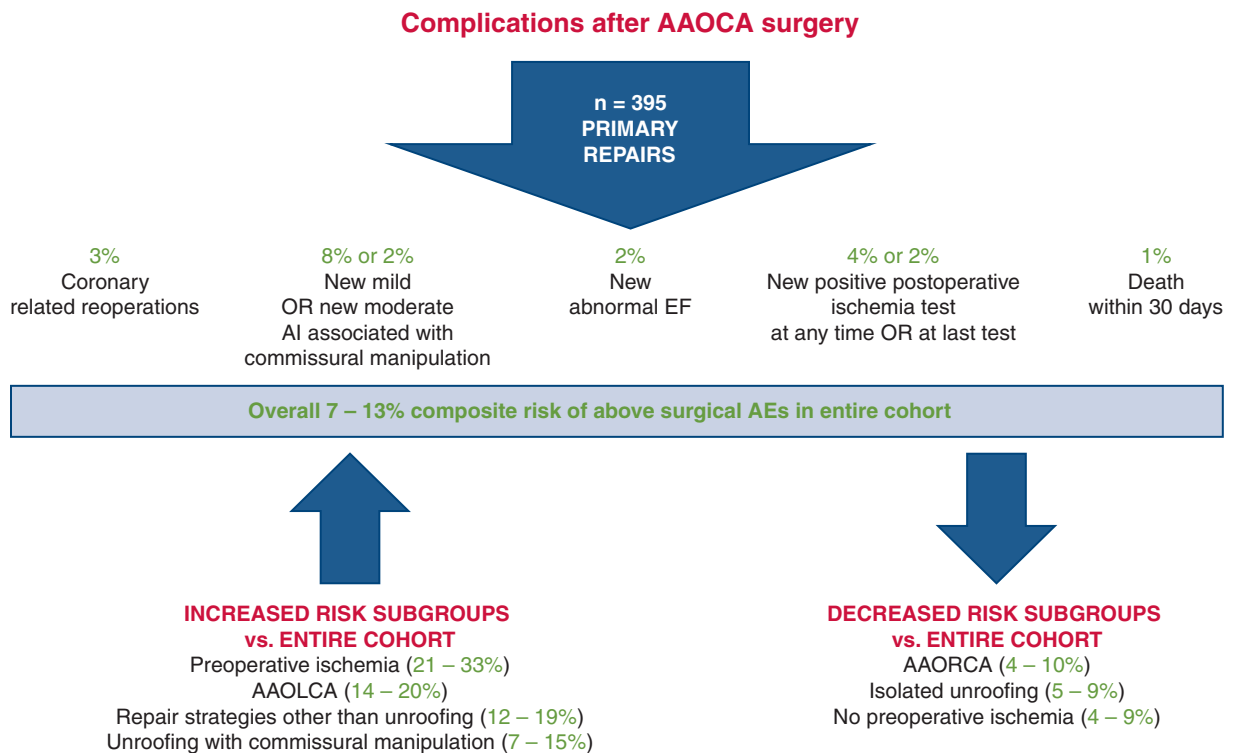 Complications after AAOCA surgery
n = 395
PRIMARY
REPAIRS
3%
Coronary
related reoperations
8% or 2%
New mild
OR new moderate
AI associated with
commissural manipulation
2%
New
abnormal EF
4% or 2%
New positive postoperative
ischemia test
at any time OR at last test
1%
Death
within 30 days
Overall 7 – 13% composite risk of above surgical AEs in entire cohort
INCREASED RISK SUBGROUPS
vs. ENTIRE COHORT
Preoperative ischemia (21 – 33%)
AAOLCA (14 – 20%)
Repair strategies other than unroofing (12 – 19%)
Unroofing with commissural manipulation (7 – 15%)
DECREASED RISK SUBGROUPS
vs. ENTIRE COHORT
AAORCA (4 – 10%)
Isolated unroofing (5 – 9%)
No preoperative ischemia (4 – 9%)